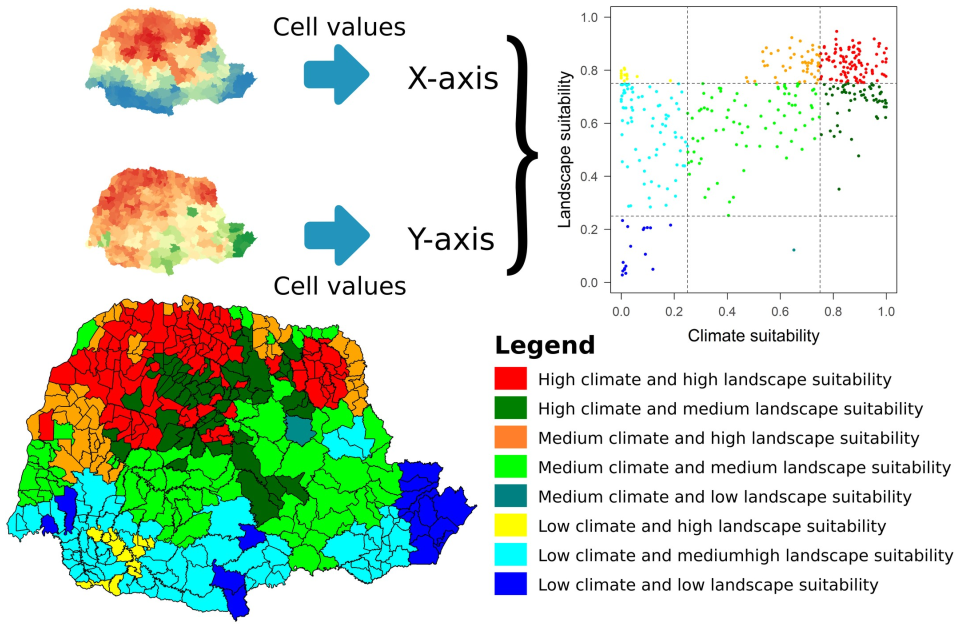 Cell values
X-axis
Y-axis
Cell values
Landscape suitability
1.0
0.8
0.6
0.4
0.2
0.0
0.0 0.2 0.4 0.6 0.8 1.0
Climate suitability
Legend
High climate and high landscape suitability
High climate and medium landscape suitability
Medium climate and high landscape suitability
Medium climate and medium landscape suitability
Medium climate and low landscape suitability
Low climate and high landscape suitability
Low climate and mediumhigh landscape suitability
Low climate and low landscape suitability